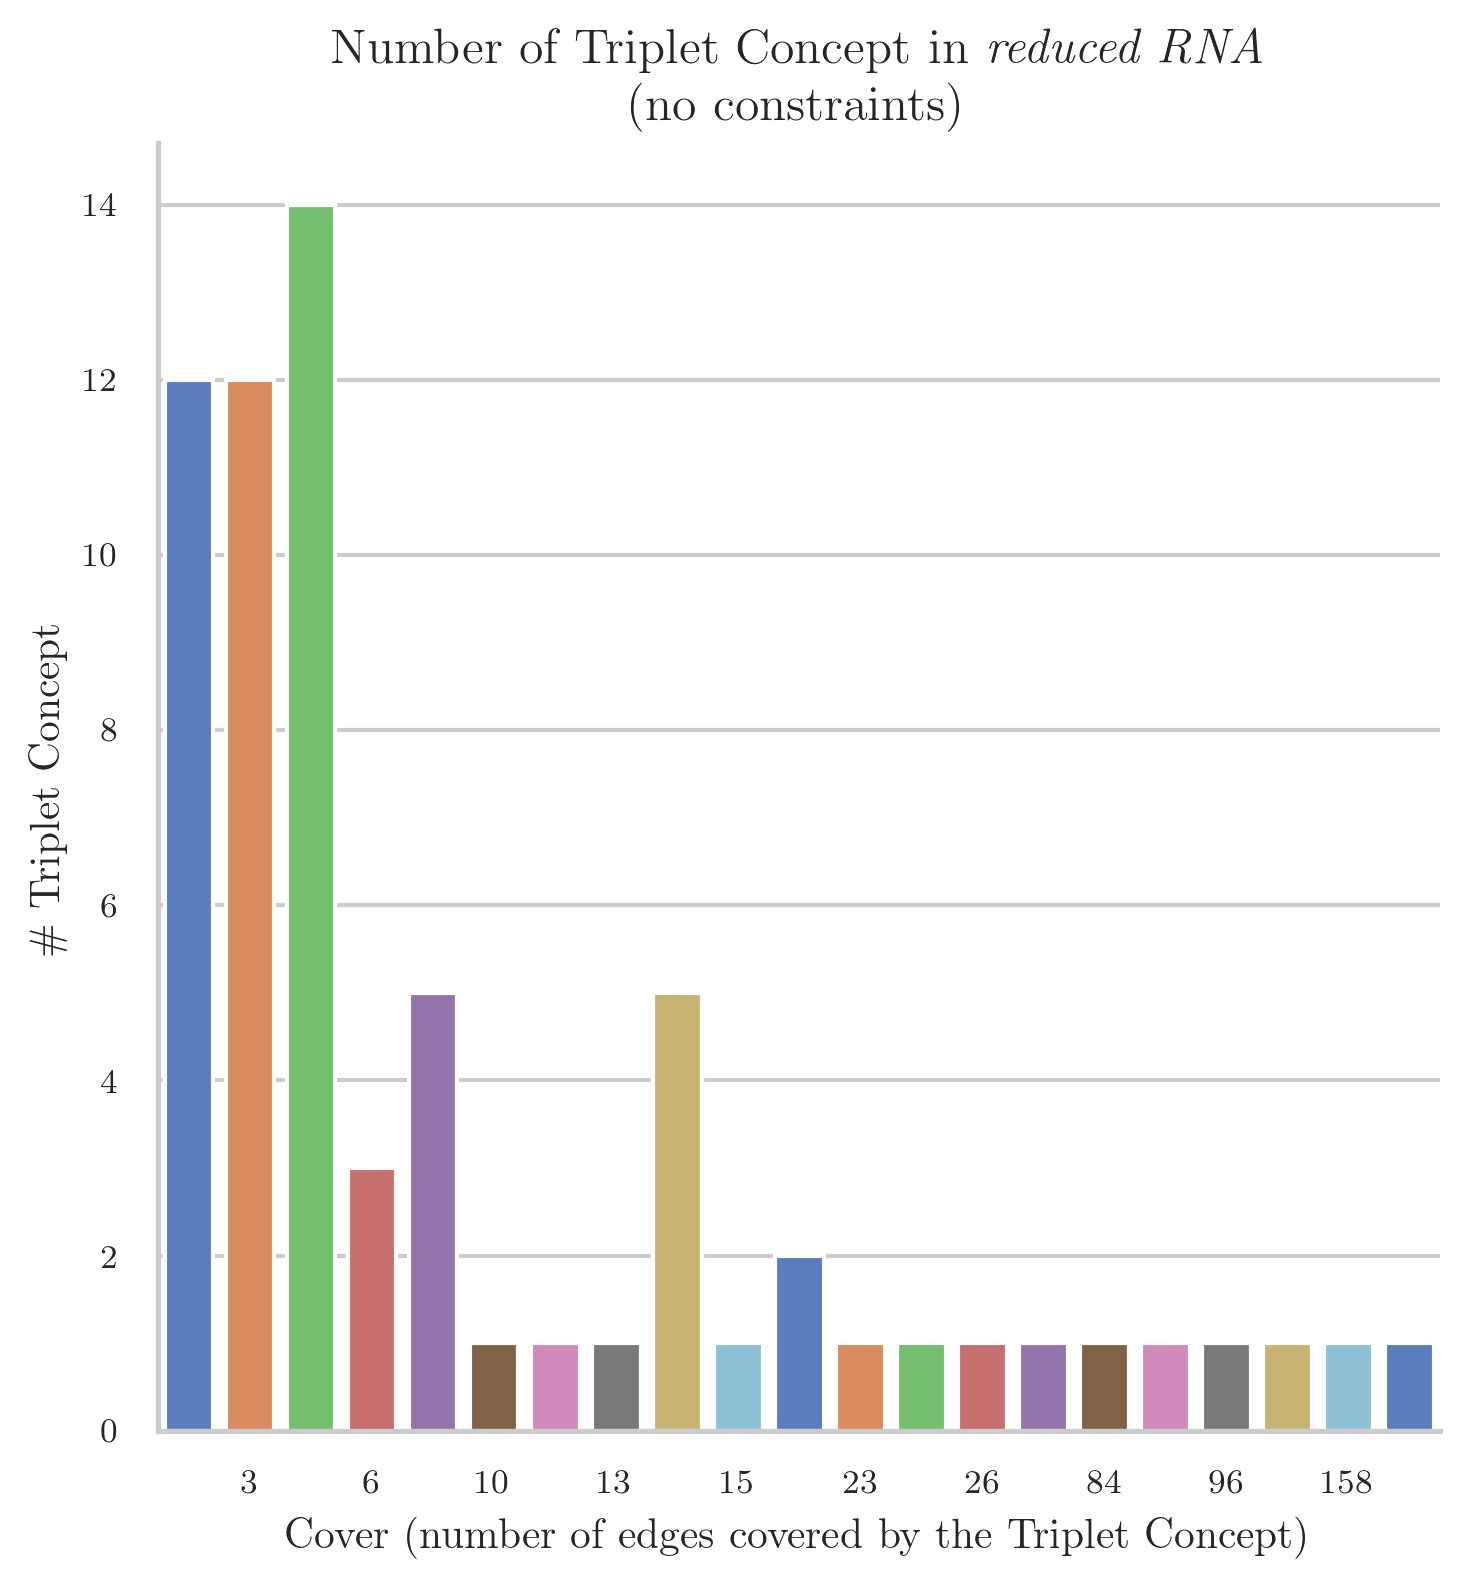 Number of Triplet Concept in reduced RNA
(no constraints)
# Triplet Concept
14
12
10
8
6
4
2
0
3 6 10 13 15 23 26 84 96 158
Cover (number of edges covered by the Triplet Concept)